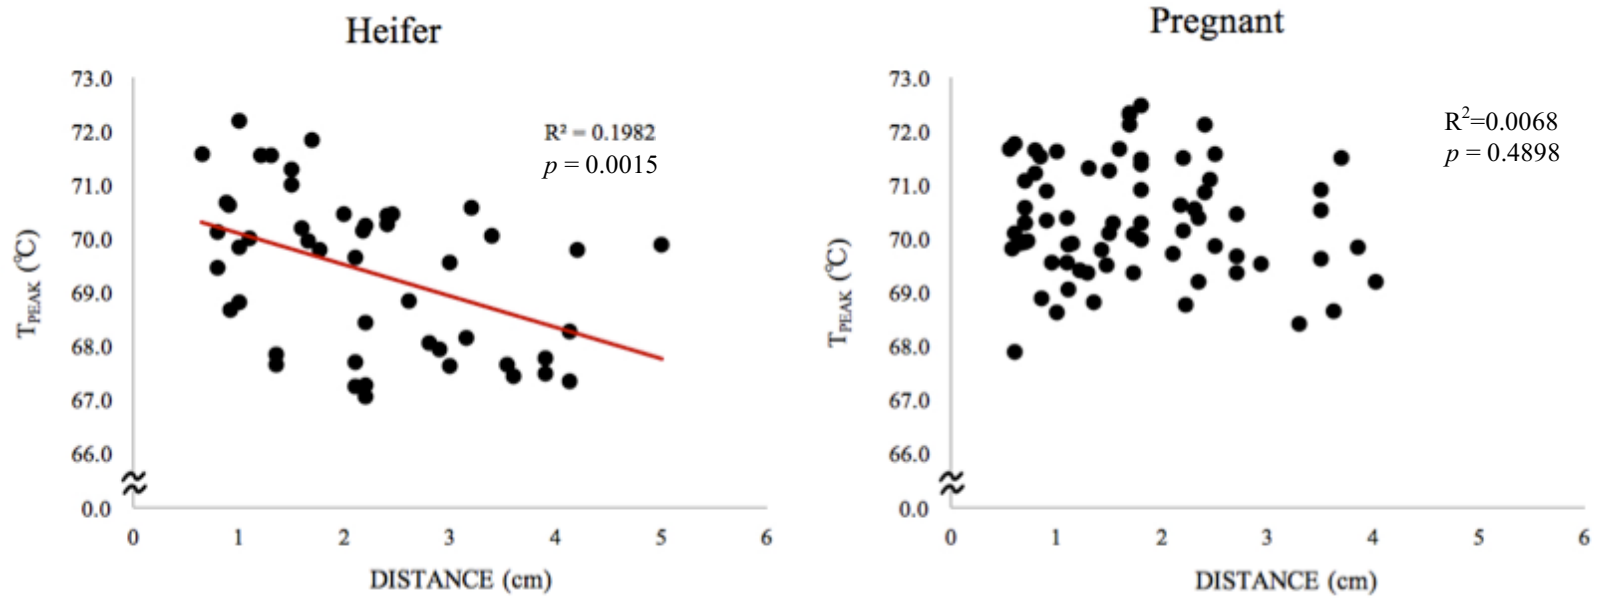 Heifer
73.0
72.0
71.0
70.0
69.0
68.0
67.0
66.0
0.0
T_PEAK (℃)
R² = 0.1982
p = 0.0015
0 1 2 3 4 5 6
DISTANCE (cm)
Pregnant
73.0
72.0
71.0
70.0
69.0
68.0
67.0
66.0
0.0
T_PEAK (℃)
R²=0.0068
p = 0.4898
0 1 2 3 4 5 6
DISTANCE (cm)